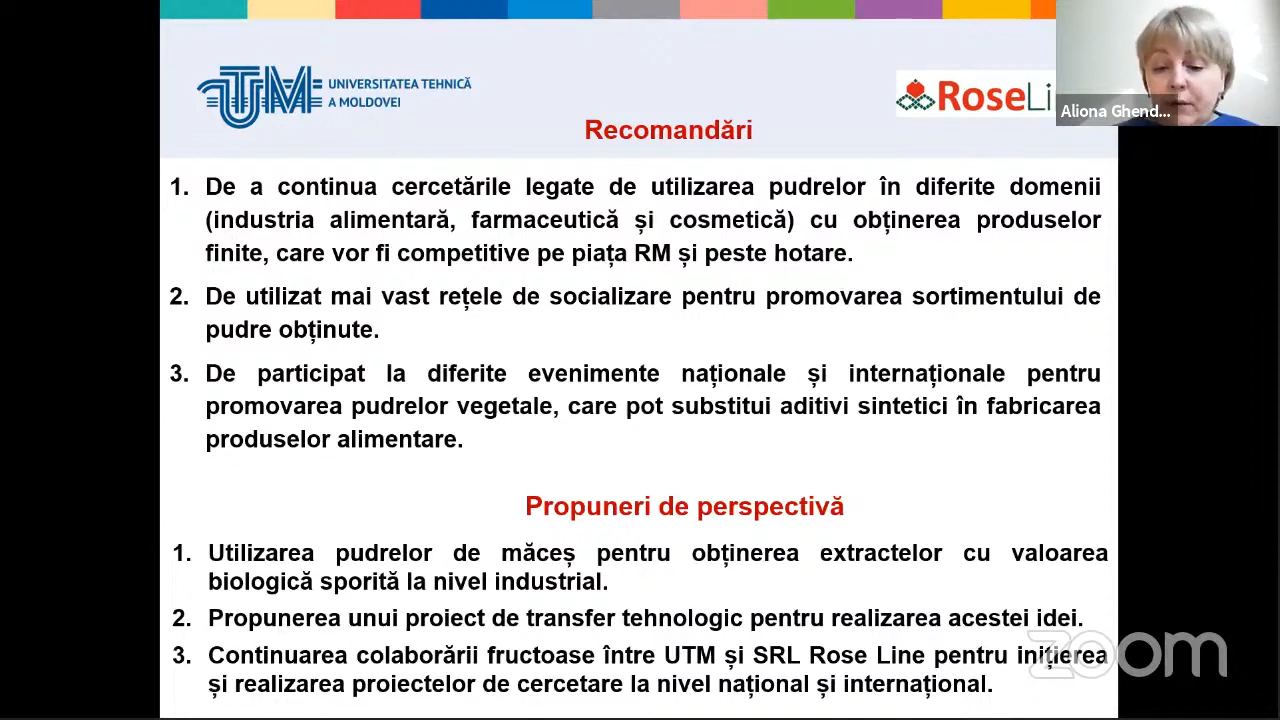 UTM
UNIVERSITATEA TEHNICĂ
A MOLDOVEI
RoseLi
Aliona Ghend...
Recomandări
1. De a continua cercetările legate de utilizarea pudrelor în diferite domenii
(industria alimentară, farmaceutică și cosmetică) cu obținerea produselor
finite, care vor fi competitive pe piața RM și peste hotare.
2. De utilizat mai vast rețele de socializare pentru promovarea sortimentului de
pudre obținute.
3. De participat la diferite evenimente naționale și internaționale pentru
promovarea pudrelor vegetale, care pot substitui aditivi sintetici în fabricarea
produselor alimentare.
Propuneri de perspectivă
1. Utilizarea pudrelor de măceș pentru obținerea extractelor cu valoarea
biologică sporită la nivel industrial.
2. Propunerea unui proiect de transfer tehnologic pentru realizarea acestei idei.
3. Continuarea colaborării fructoase între UTM și SRL Rose Line pentru inițierea
și realizarea proiectelor de cercetare la nivel național și internațional.
zoom